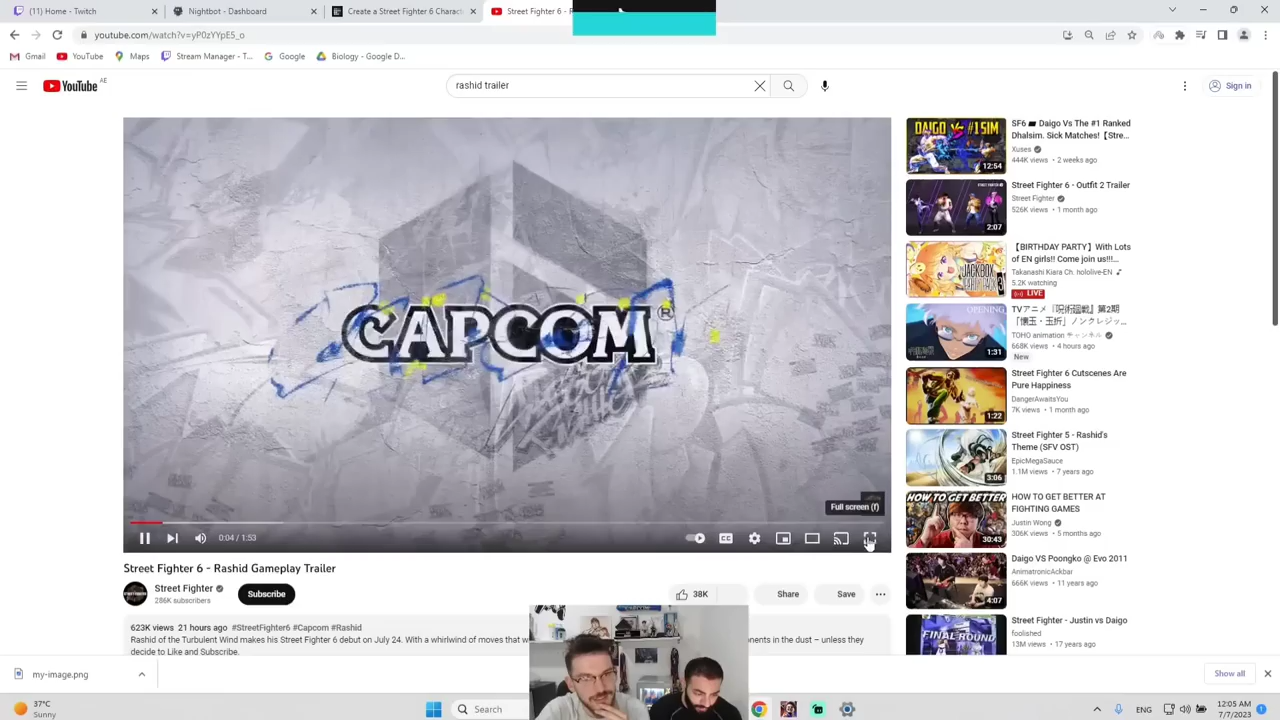 (1) Home - Twitch
Nightbot - Dashboard
Create a Street Fighter 6 Charact
Street Fighter 6 - R
youtube.com/watch?v=yP0zYYpE5_o
Gmail
YouTube
Maps
Stream Manager - T...
Google
Biology - Google D...
YouTube AE
rashid trailer
Sign in
CAPCOM®
Full screen (f)
0:04 / 1:53
Street Fighter 6 - Rashid Gameplay Trailer
Street Fighter
286K subscribers
Subscribe
38K
Share
Save
623K views 21 hours ago #StreetFighter6 #Capcom #Rashid
Rashid of the Turbulent Wind makes his Street Fighter 6 debut on July 24. With a whirlwind of moves that w
onents in the dust – unless they
decide to Like and Subscribe.
DAIGO VS #1 SIM
12:54
SF6 Daigo Vs The #1 Ranked
Dhalsim. Sick Matches!【Stre...
Xuses
444K views • 2 weeks ago
2:07
Street Fighter 6 - Outfit 2 Trailer
Street Fighter
526K views • 1 month ago
【BIRTHDAY PARTY】With Lots
of EN girls!! Come join us!!!...
Takanashi Kiara Ch. hololive-EN
5.2K watching
LIVE
OPENING
1:31
TVアニメ『呪術廻戦』第2期
「懐玉・玉折」ノンクレジッ...
TOHO animation チャンネル
668K views • 4 hours ago
New
1:22
Street Fighter 6 Cutscenes Are
Pure Happiness
DangerAwaitsYou
7K views • 1 month ago
3:06
Street Fighter 5 - Rashid's
Theme (SFV OST)
EpicMegaSauce
1.1M views • 7 years ago
HOW TO GET BETTER
30:43
HOW TO GET BETTER AT
FIGHTING GAMES
Justin Wong
306K views • 5 months ago
4:07
Daigo VS Poongko @ Evo 2011
AnimatronicAckbar
666K views • 11 years ago
FINAL ROUND
Street Fighter - Justin vs Daigo
foolished
13M views • 17 years ago
my-image.png
Show all
37°C
Sunny
Search
12:05 AM
7/7/2023